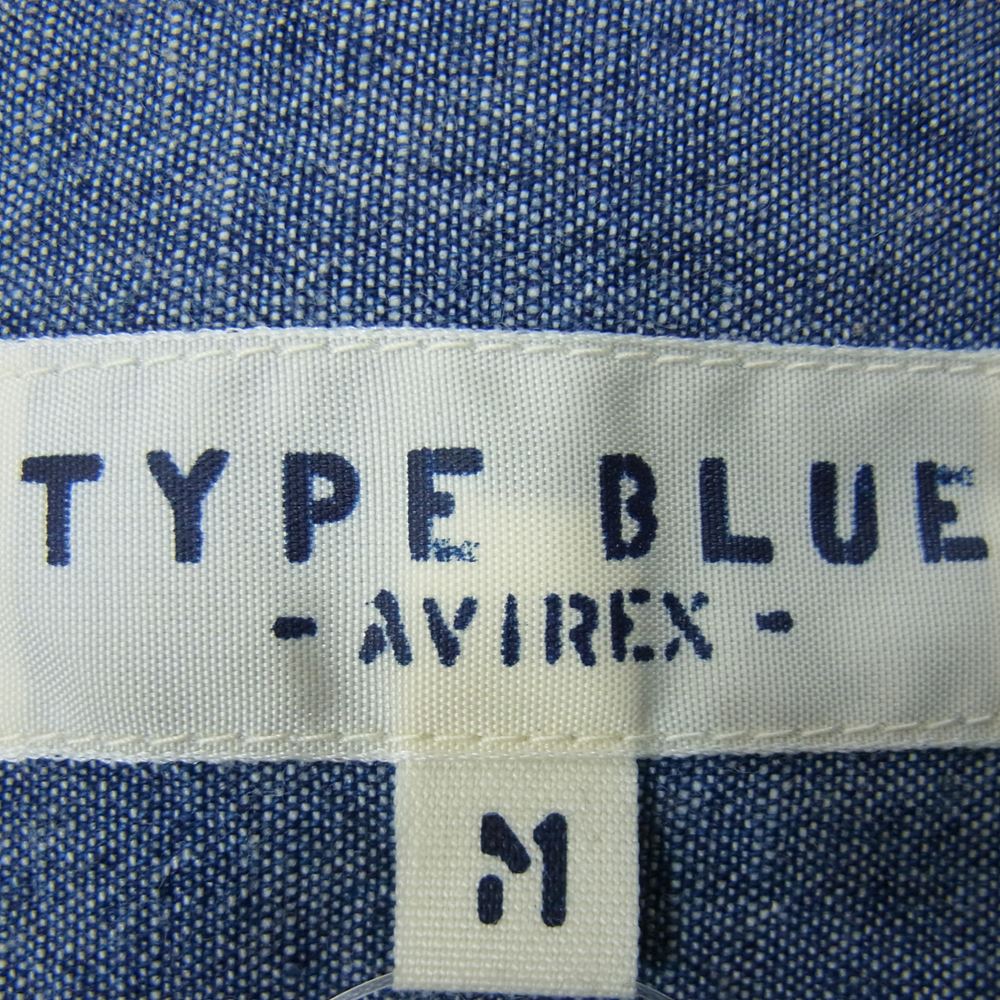 TYPE BLUE
- AVIREX -
M